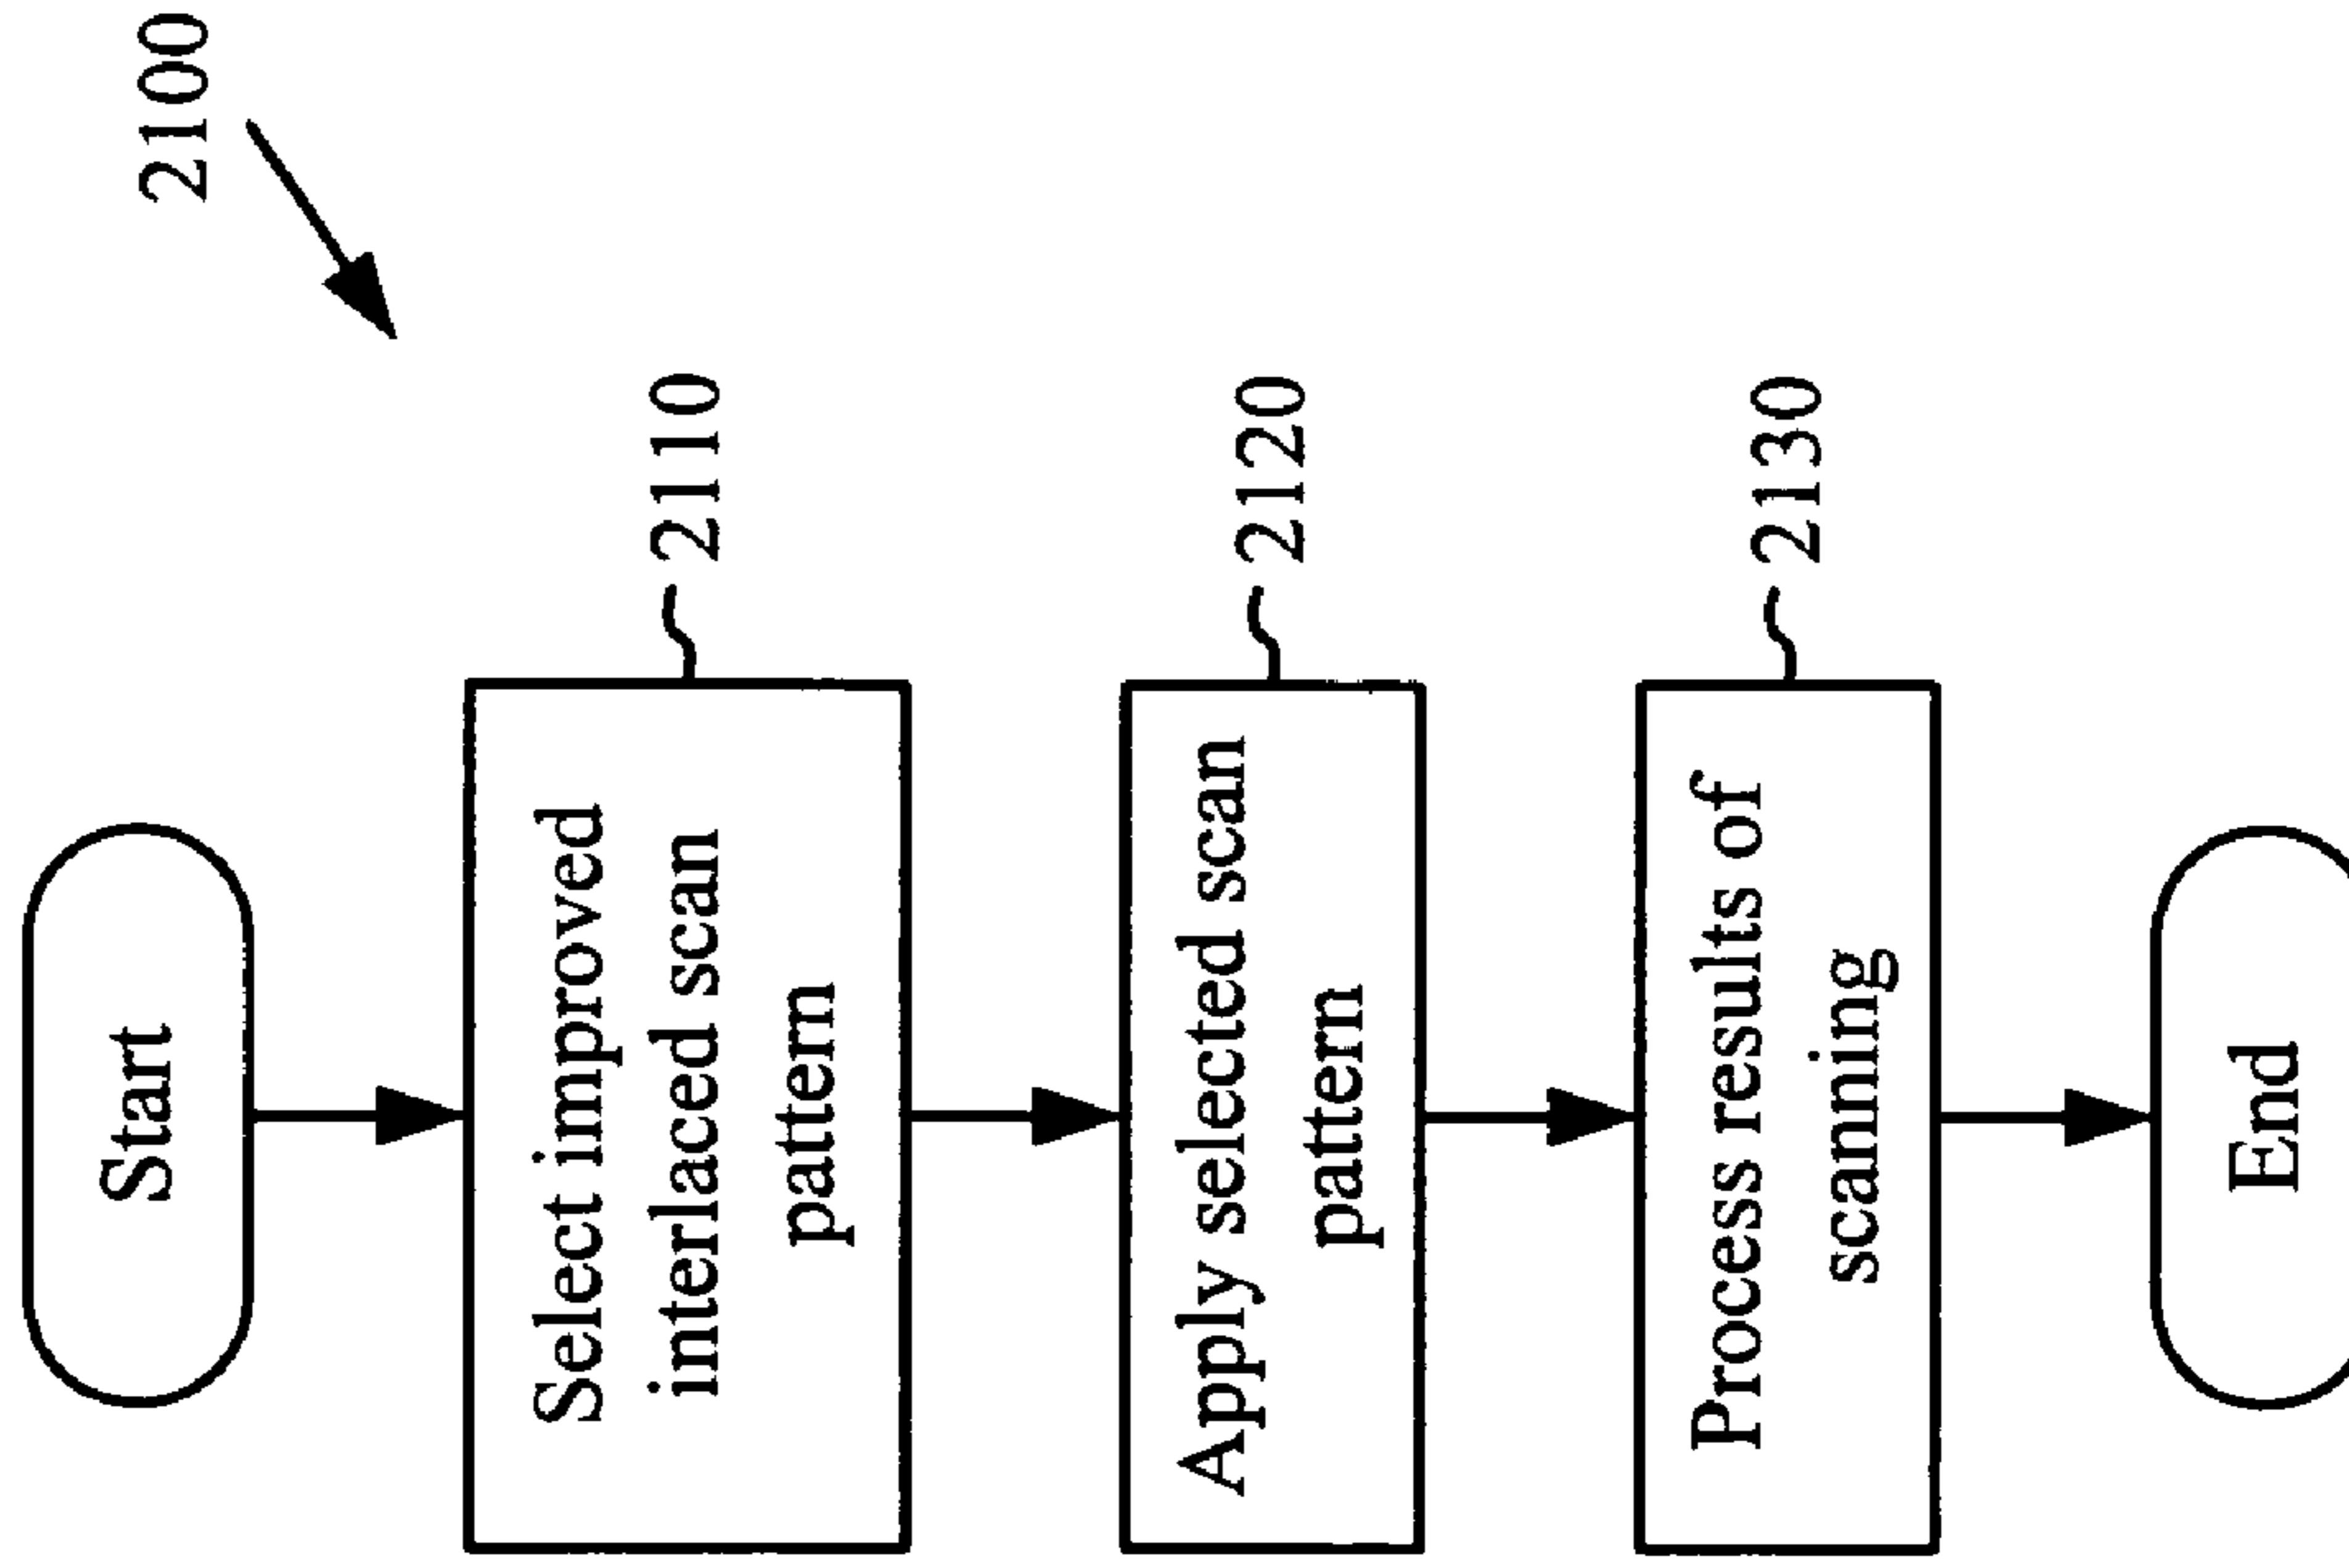 2100
Start
Select improved
interlaced scan
pattern
2110
Apply selected scan
pattern
2120
Process results of
scanning
2130
End